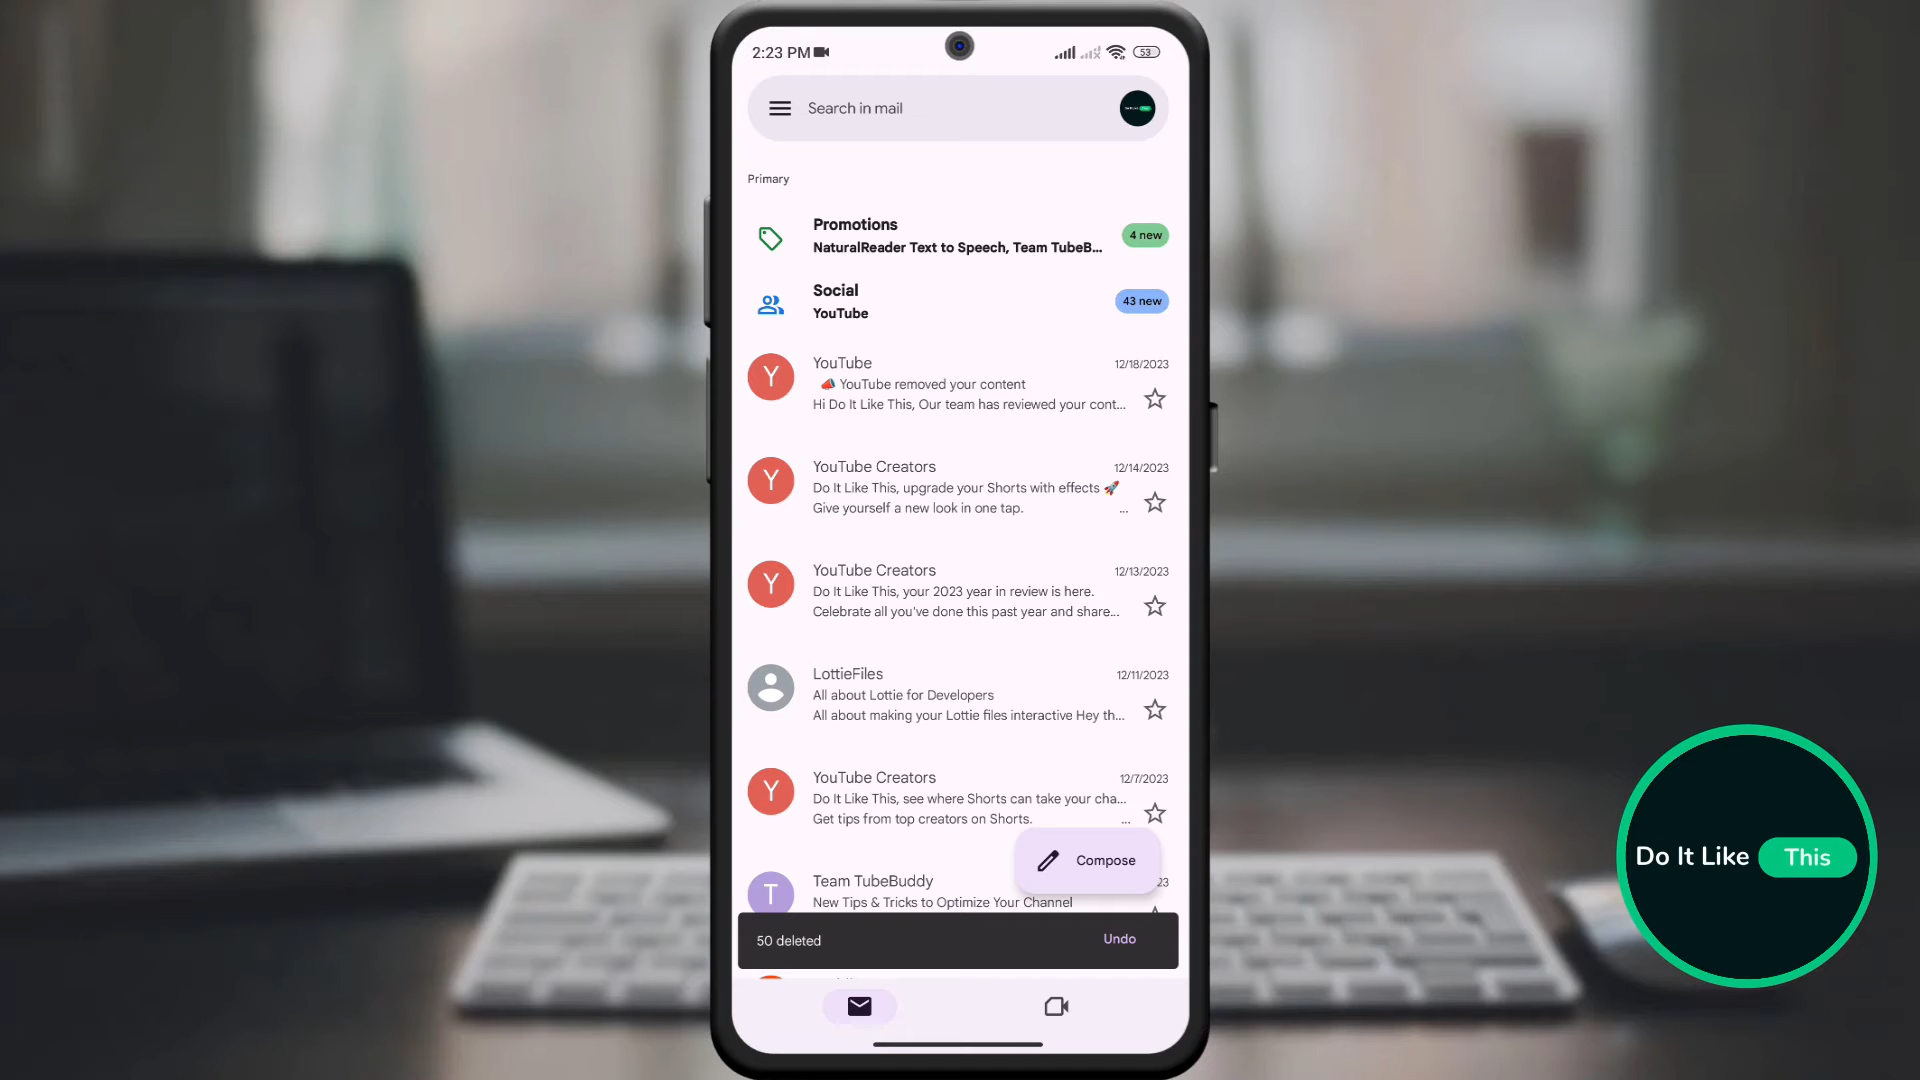 2:23 PM
53
Search in mail
Primary
Promotions
4 new
NaturalReader Text to Speech, Team TubeB...
Social
43 new
YouTube
Y
YouTube
12/18/2023
📣 YouTube removed your content
Hi Do It Like This, Our team has reviewed your cont...
Y
YouTube Creators
12/14/2023
Do It Like This, upgrade your Shorts with effects 🚀
Give yourself a new look in one tap. ...
Y
YouTube Creators
12/13/2023
Do It Like This, your 2023 year in review is here.
Celebrate all you've done this past year and share...
LottieFiles
12/11/2023
All about Lottie for Developers
All about making your Lottie files interactive Hey th...
Y
YouTube Creators
12/7/2023
Do It Like This, see where Shorts can take your cha...
Get tips from top creators on Shorts. ...
Compose
T
Team TubeBuddy
23
New Tips & Tricks to Optimize Your Channel
50 deleted
Undo
Do It Like This